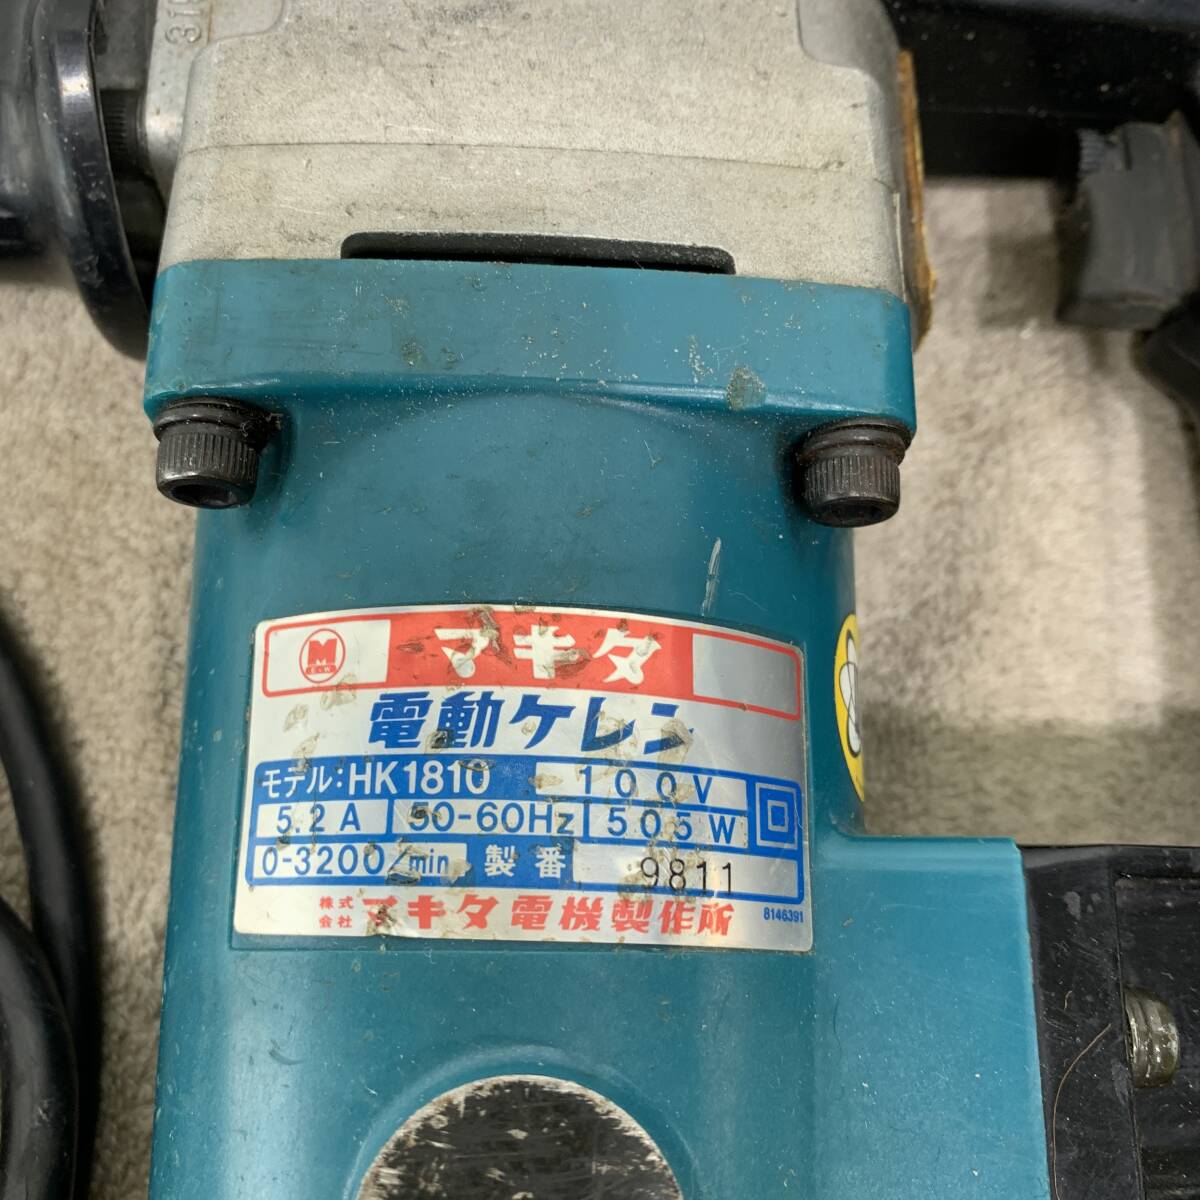 M
E・W
マキタ
電動ケレン
モデル:HK1810 100V
5.2A 50-60Hz 505W
0-3200/min 製番 9811
株式会社 マキタ電機製作所
8146391